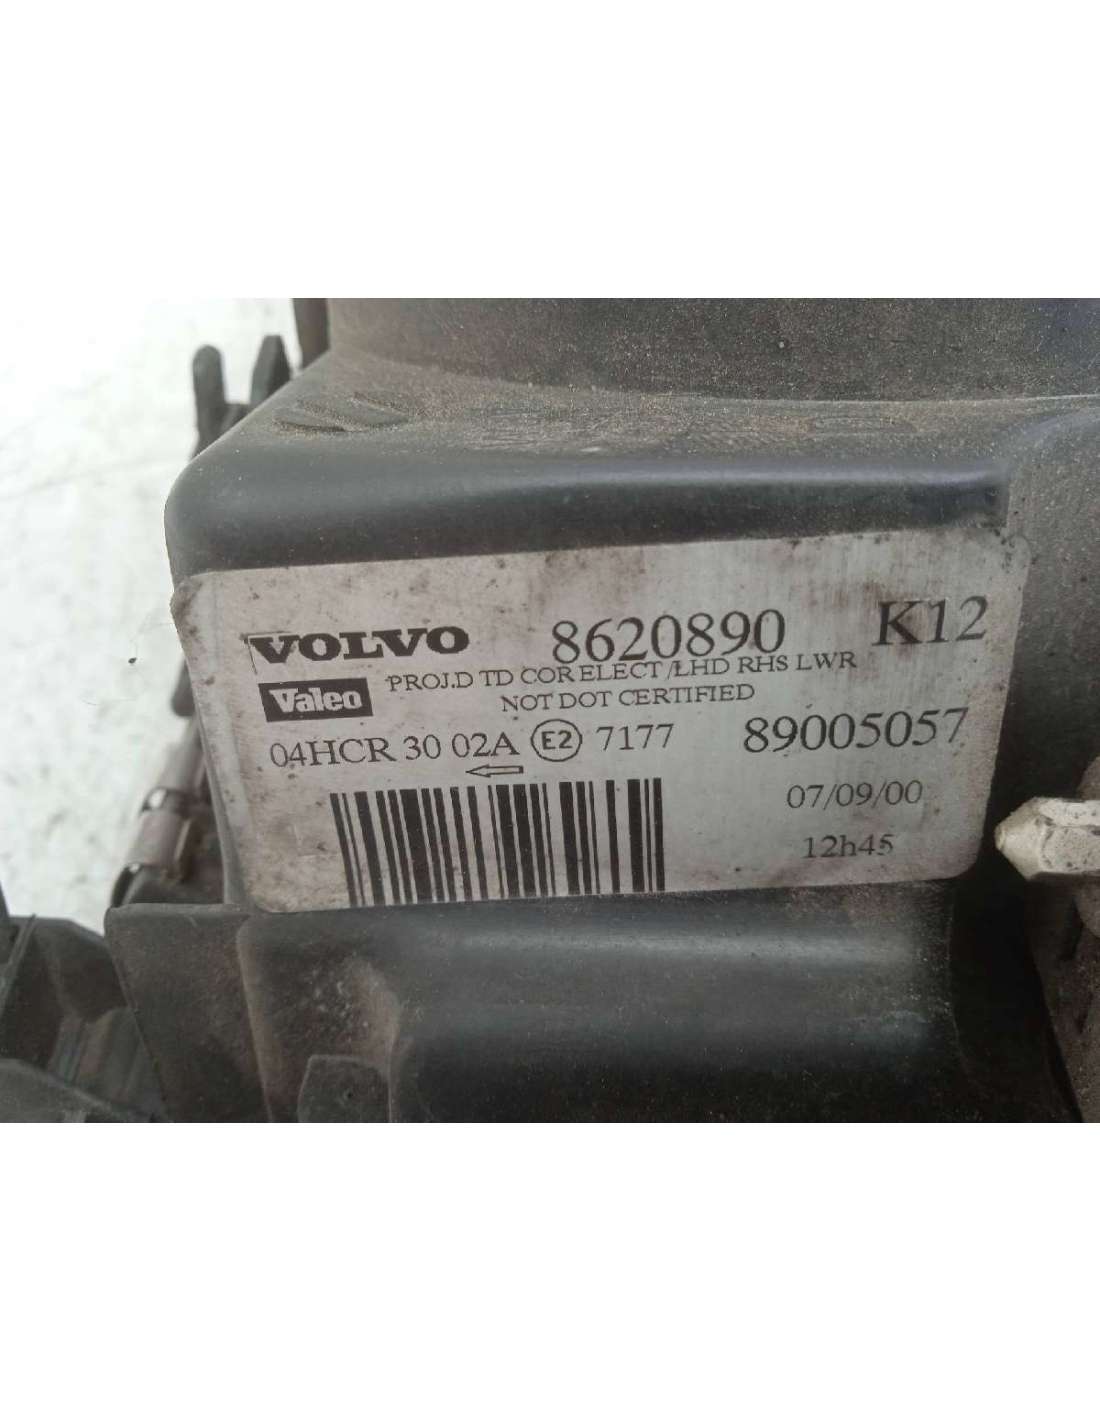 VOLVO 8620890 K12
Valeo PROJ.D TD COR ELECT/LHD RHS LWR
NOT DOT CERTIFIED
04HCR 30 02A E2 7177 89005057
07/09/00
12h45